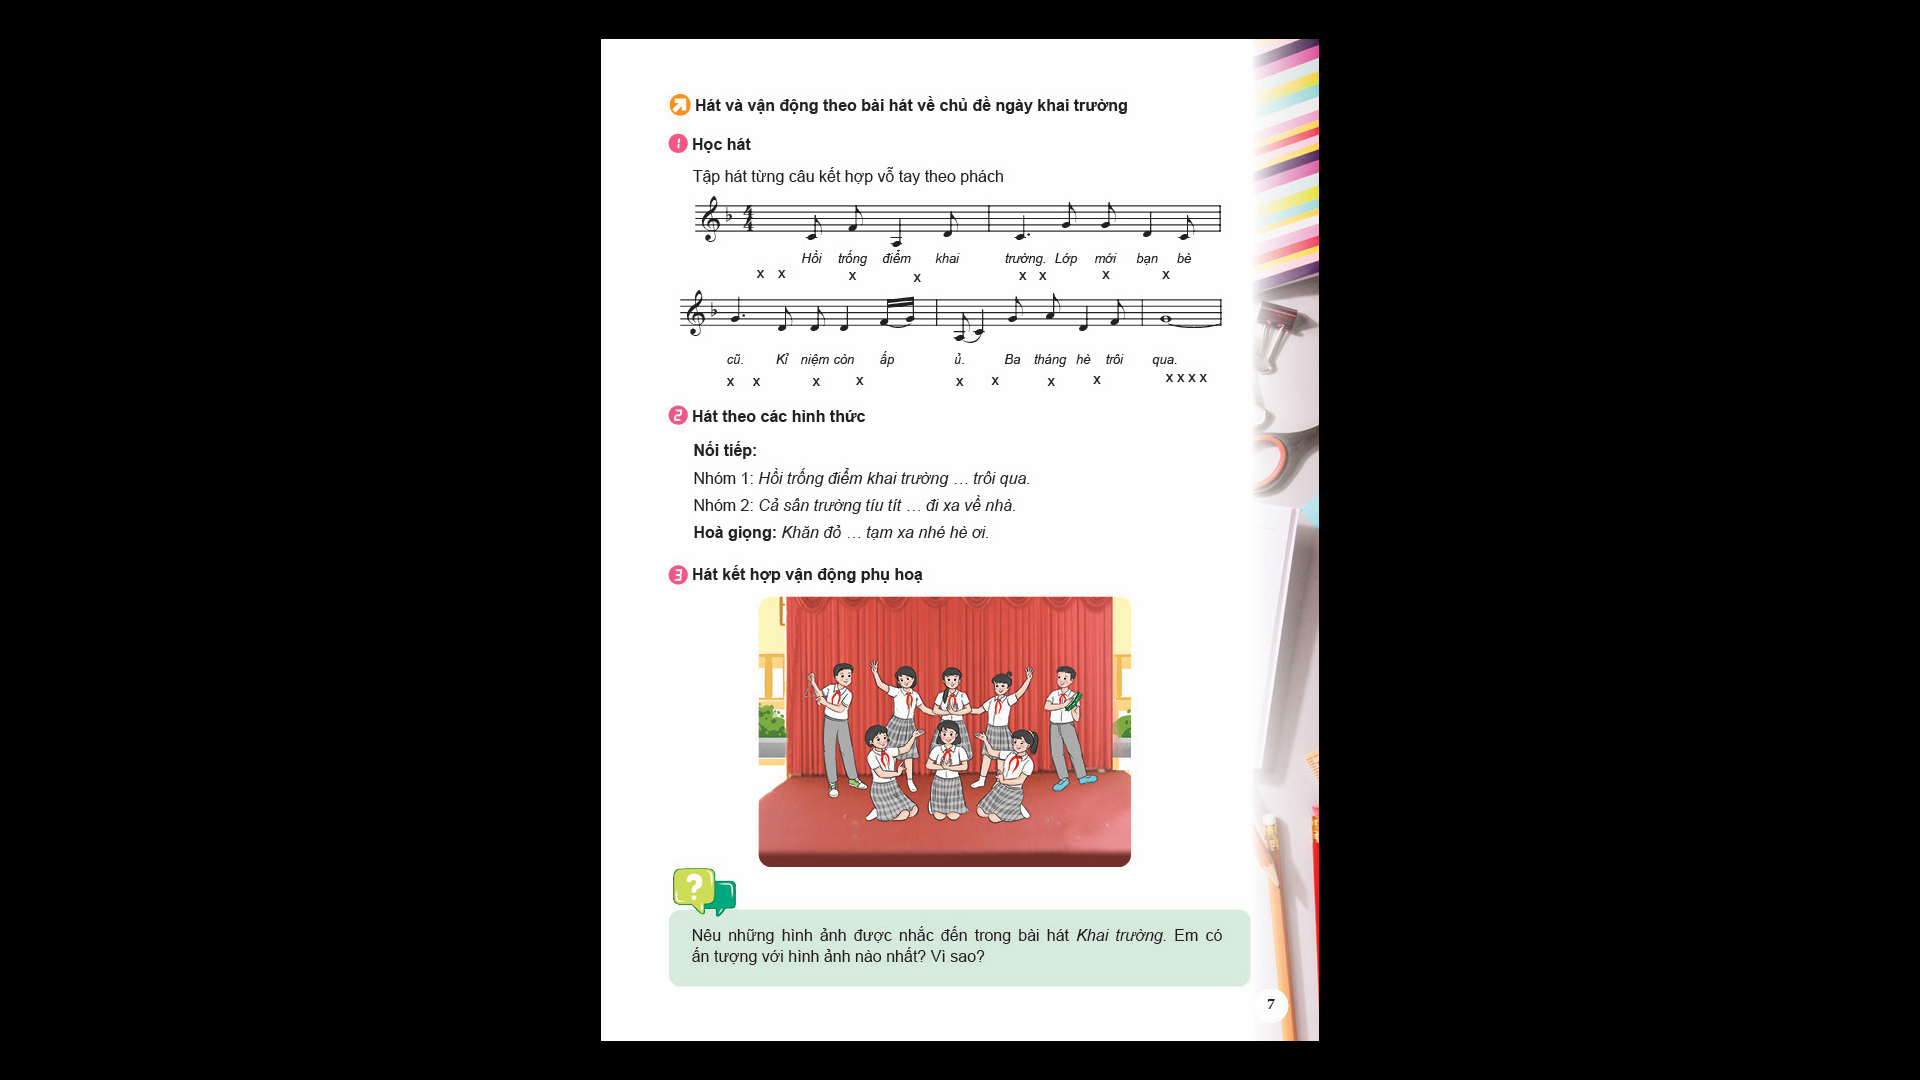 Hát và vận động theo bài hát về chủ đề ngày khai trường
1 Học hát
Tập hát từng câu kết hợp vỗ tay theo phách
4
4
Hồi trống điểm khai trường. Lớp mới bạn bè
x x x x x x x x
cũ. Kỉ niệm còn ấp ủ. Ba tháng hè trôi qua.
x x x x x x x x x x x x
2 Hát theo các hình thức
Nối tiếp:
Nhóm 1: Hồi trống điểm khai trường … trôi qua.
Nhóm 2: Cả sân trường tíu tít … đi xa về nhà.
Hoà giọng: Khăn đỏ … tạm xa nhé hè ơi.
3 Hát kết hợp vận động phụ hoạ
?
Nêu những hình ảnh được nhắc đến trong bài hát Khai trường. Em có
ấn tượng với hình ảnh nào nhất? Vì sao?
7